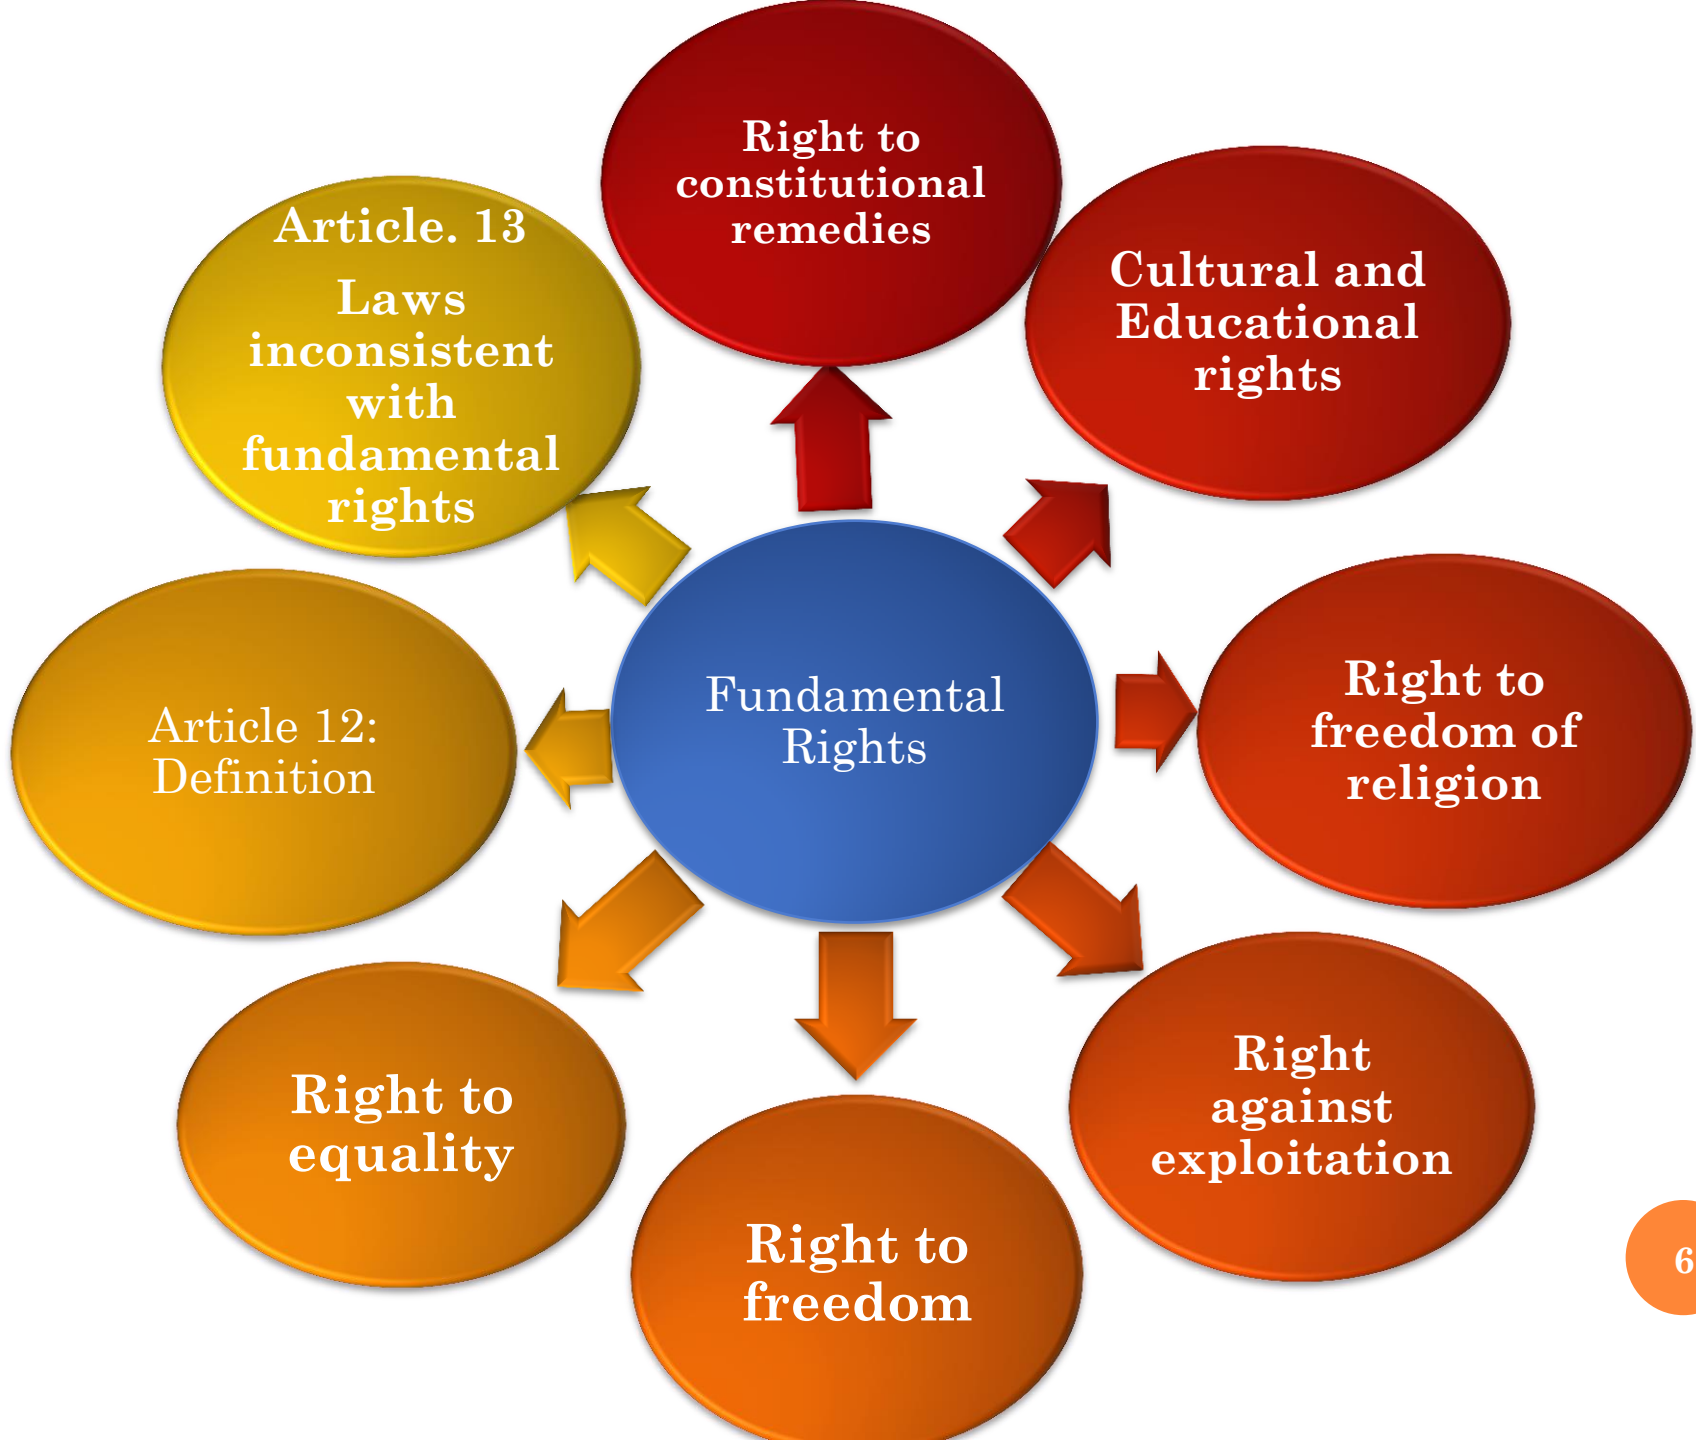 Right to
constitutional
remedies
Cultural and
Educational
rights
Right to
freedom of
religion
Right
against
exploitation
Right to
freedom
Right to
equality
Article 12:
Definition
Article. 13
Laws
inconsistent
with
fundamental
rights
Fundamental
Rights
6